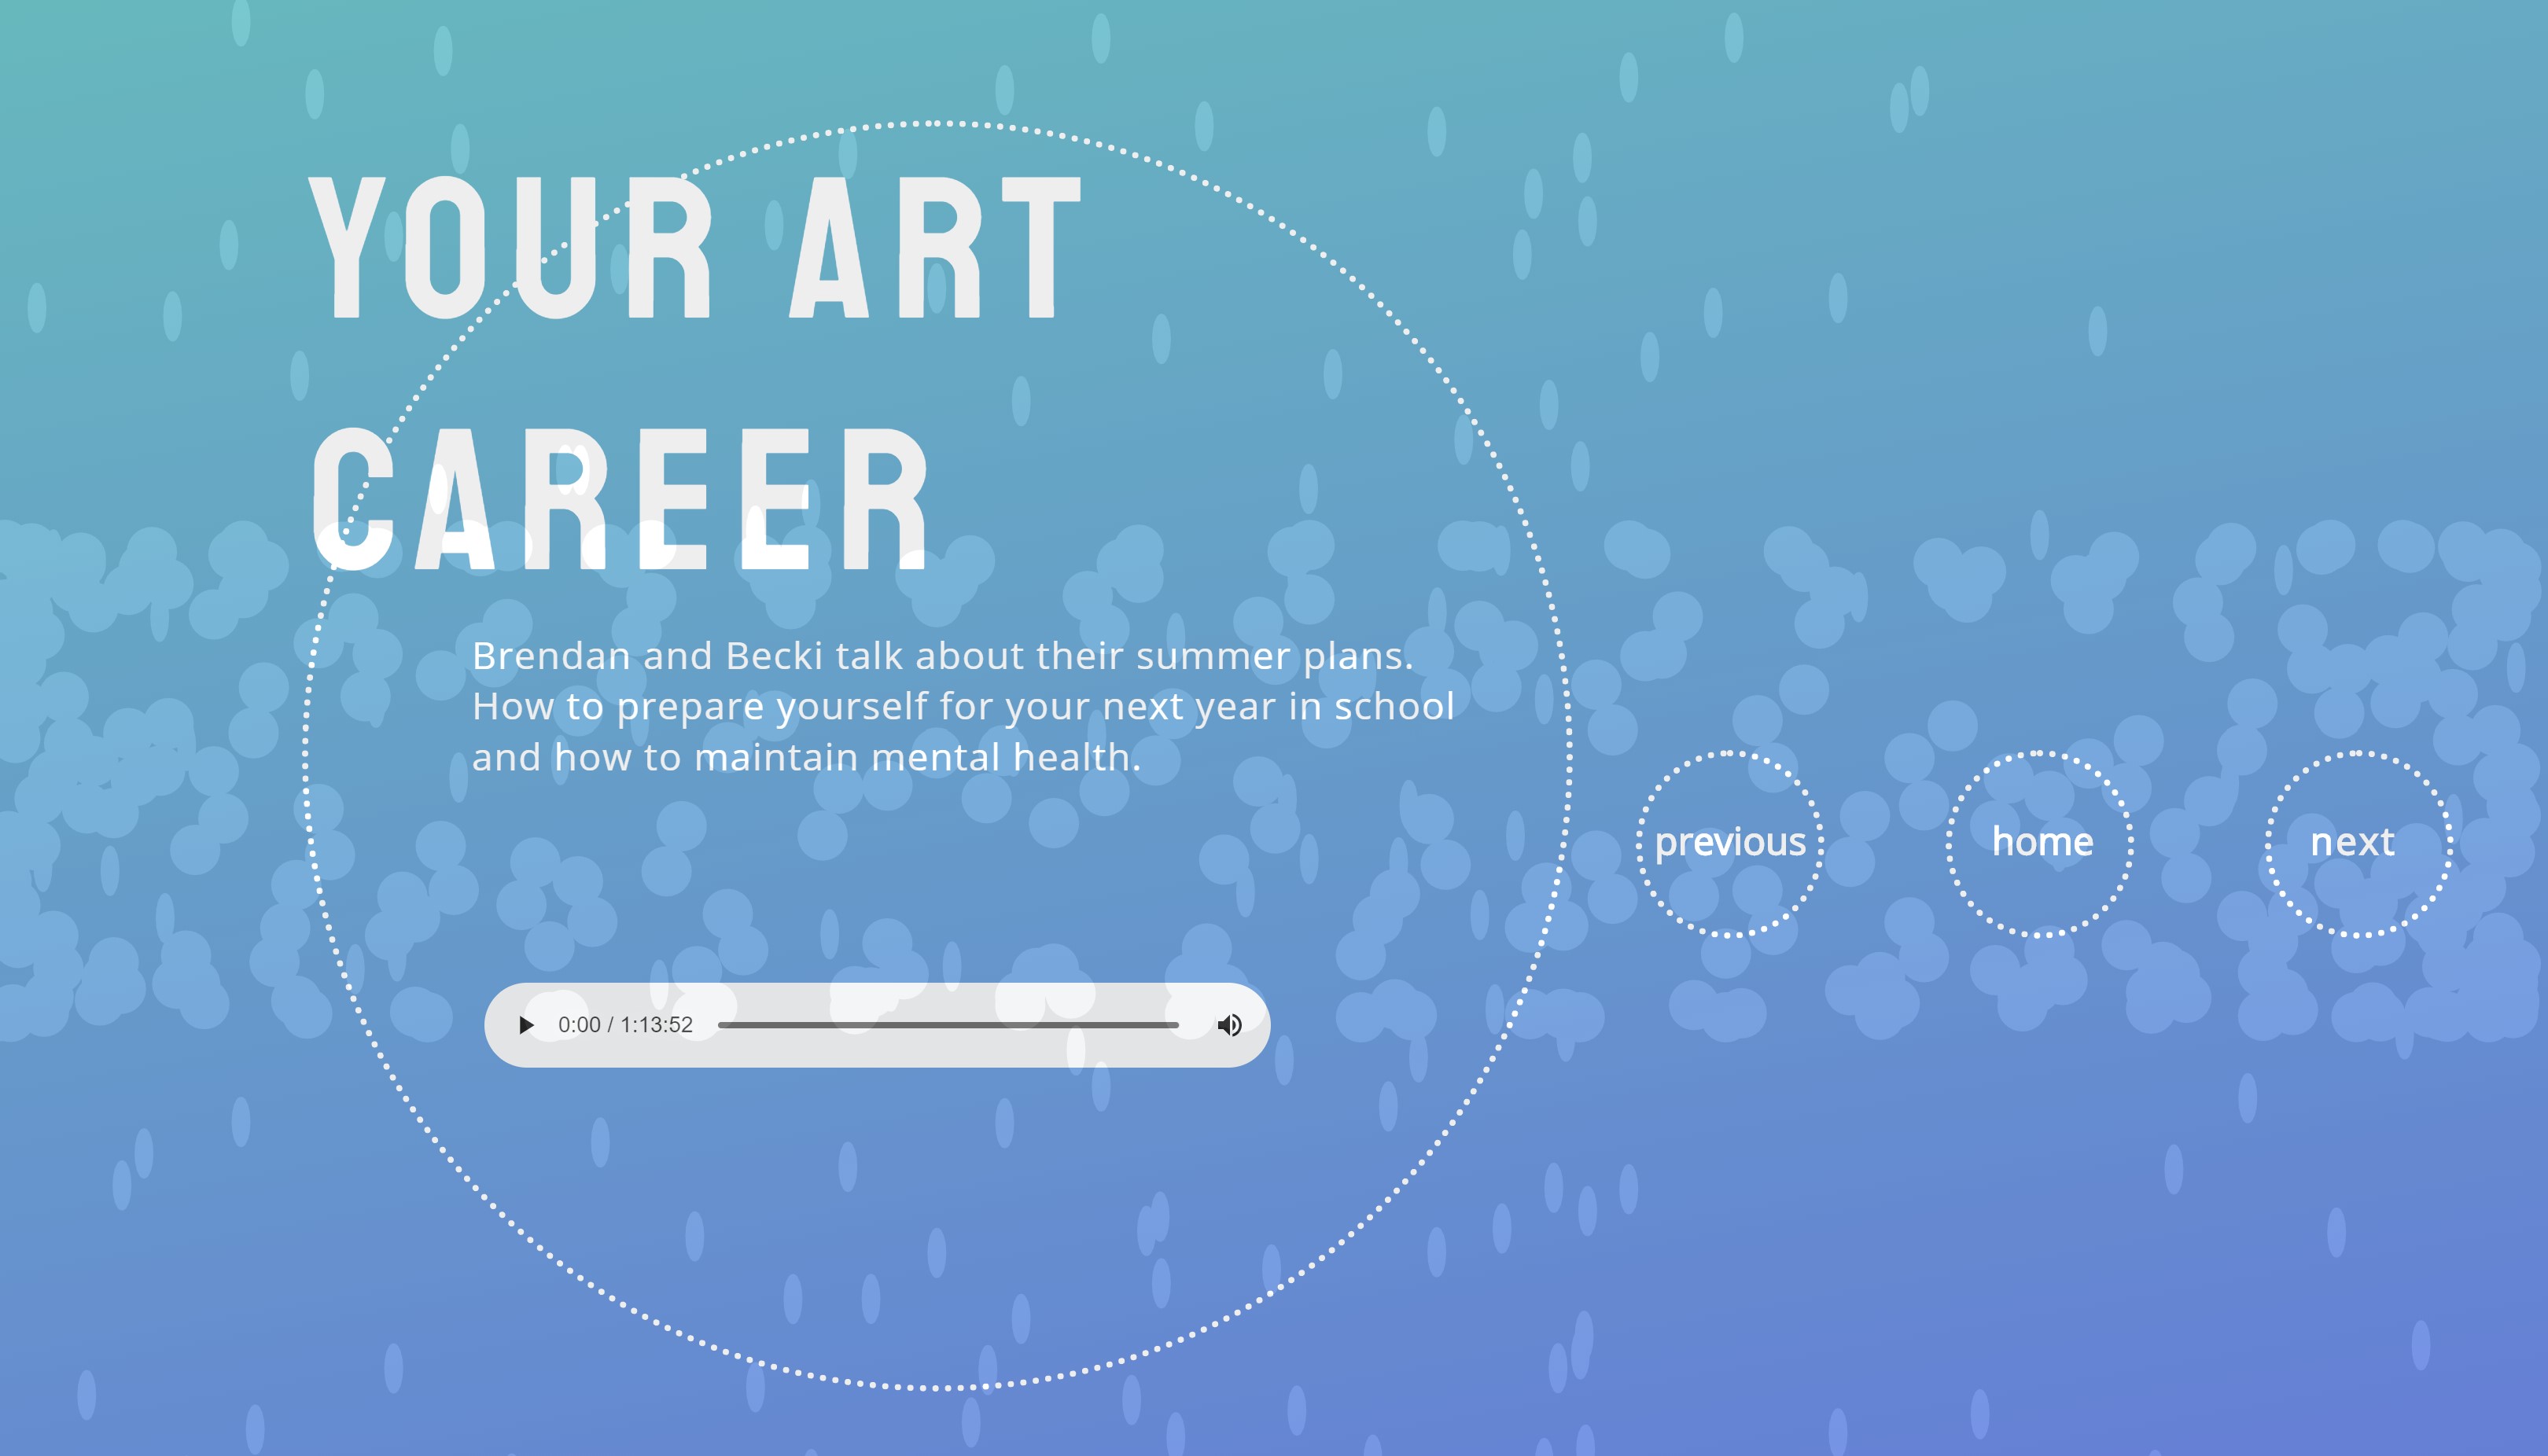 YOUR ART
CAREER
Brendan and Becki talk about their summer plans.
How to prepare yourself for your next year in school
and how to maintain mental health.
previous
home
next
0:00 / 1:13:52